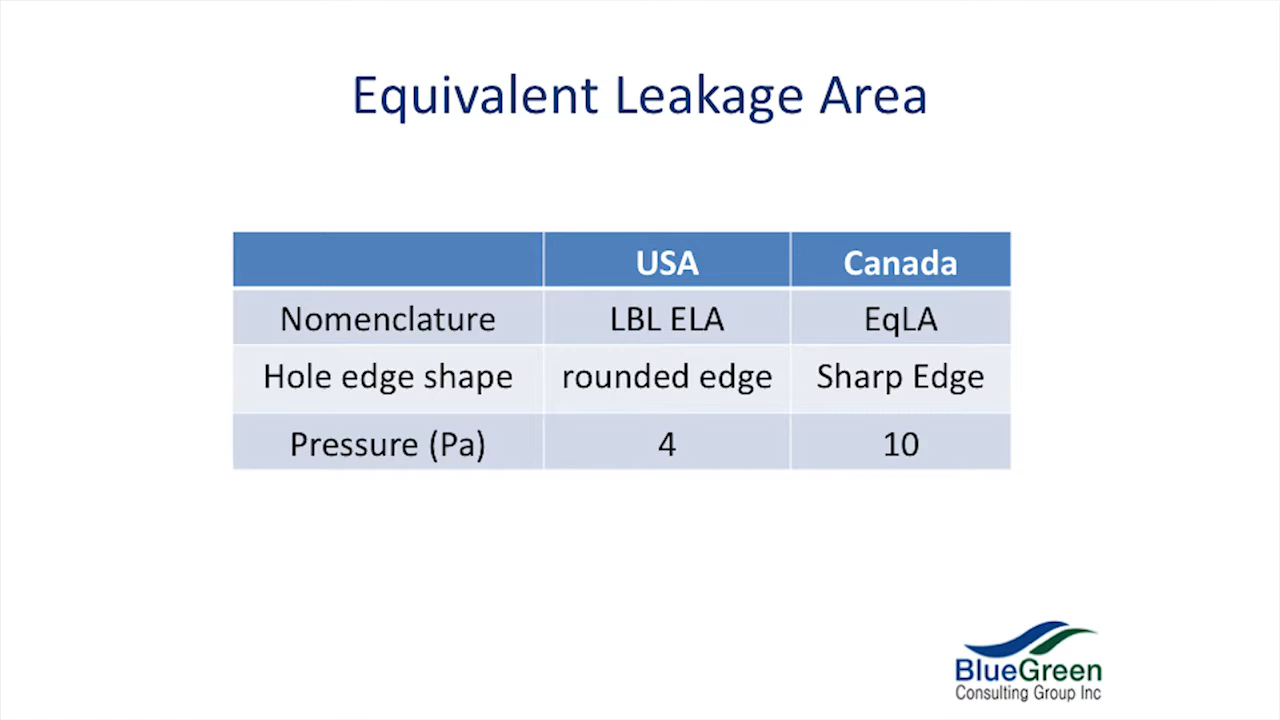 Equivalent Leakage Area
USA Canada
Nomenclature LBL ELA EqLA
Hole edge shape rounded edge Sharp Edge
Pressure (Pa) 4 10
BlueGreen
Consulting Group Inc